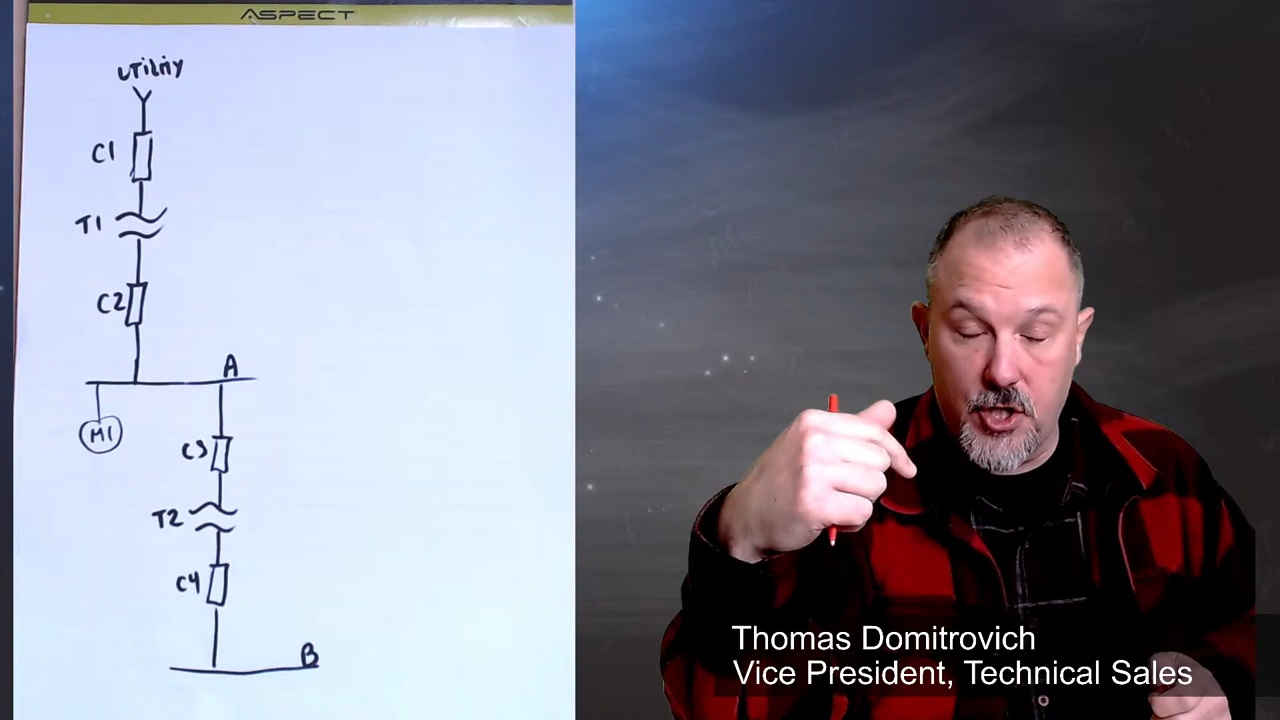 ASPECT
UTility
C1
T1
C2
A
M1
C3
T2
C4
B
Thomas Domitrovich
Vice President, Technical Sales